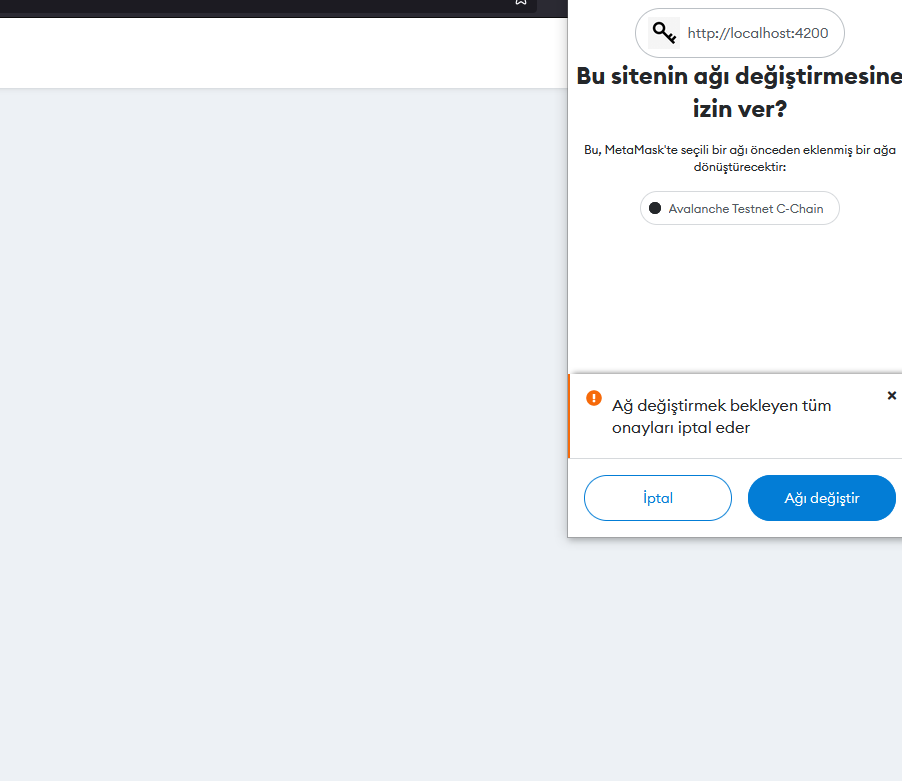 http://localhost:4200
Bu sitenin ağı değiştirmesine
izin ver?
Bu, MetaMask'te seçili bir ağı önceden eklenmiş bir ağa
dönüştürecektir:
Avalanche Testnet C-Chain
Ağ değiştirmek bekleyen tüm
onayları iptal eder
İptal
Ağı değiştir